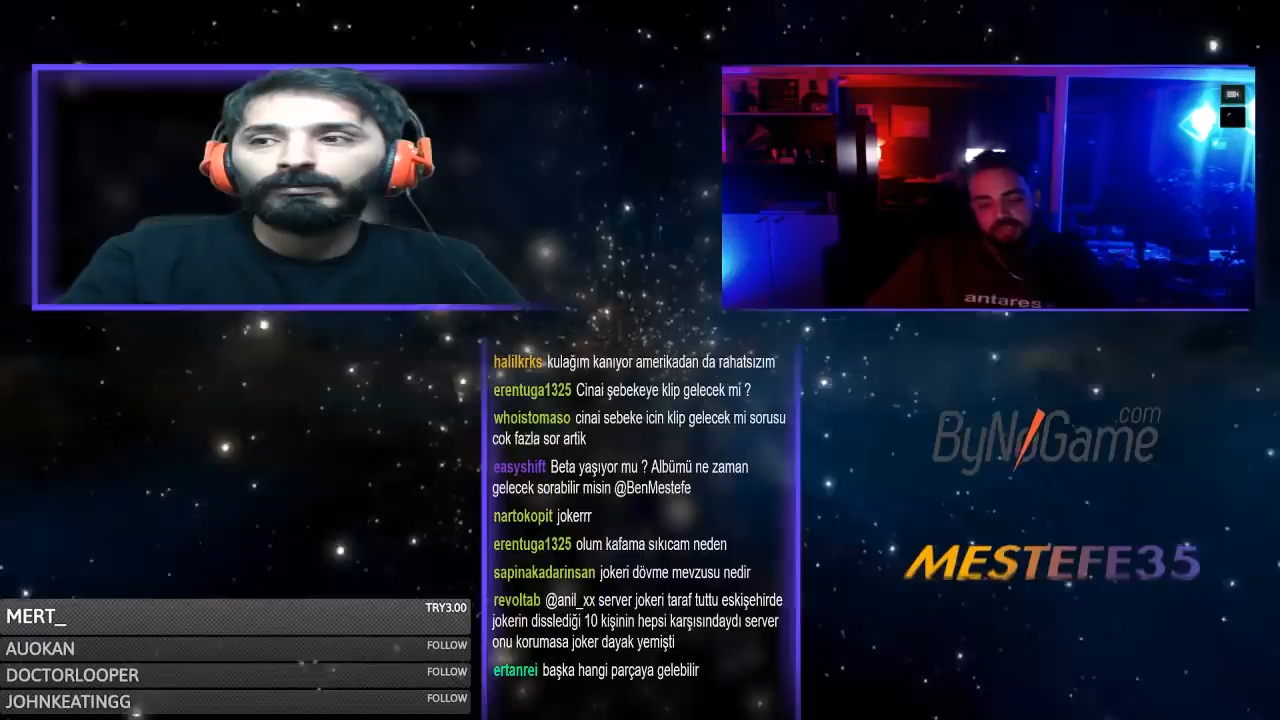 antares
halilkrks kulağım kanıyor amerikadan da rahatsızım
erentuga1325 Cinai şebekeye klip gelecek mi ?
whoistomaso cinai sebeke icin klip gelecek mi sorusu
cok fazla sor artik
easyshift Beta yaşıyor mu ? Albümü ne zaman
gelecek sorabilir misin @BenMestefe
nartokopit jokerrr
erentuga1325 olum kafama sıkıcam neden
sapinakadarinsan jokeri dövme mevzusu nedir
revoltab @anil_xx server jokeri taraf tuttu eskişehirde
jokerin disslediği 10 kişinin hepsi karşısındaydı server
onu korumasa joker dayak yemişti
ertanrei başka hangi parçaya gelebilir
ByNoGame.com
MESTEFE35
MERT_ TRY3.00
AUOKAN FOLLOW
DOCTORLOOPER FOLLOW
JOHNKEATINGG FOLLOW